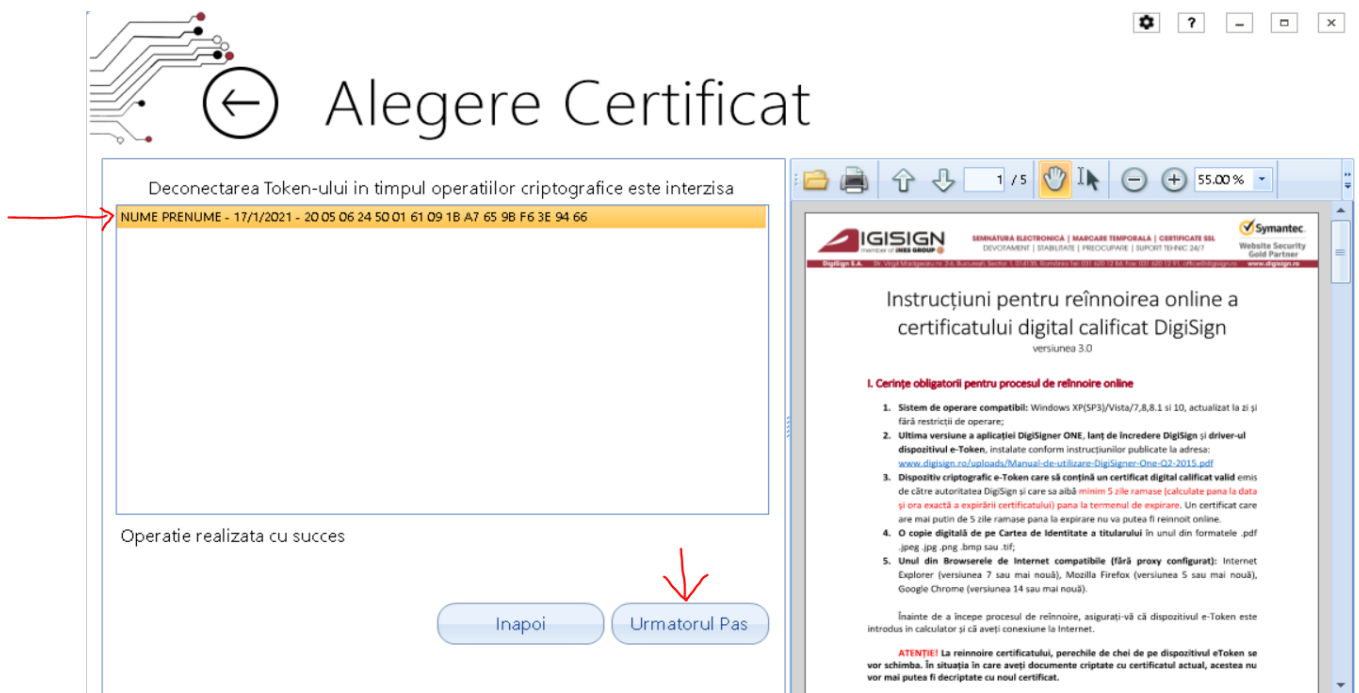 ?
Alegere Certificat
Deconectarea Token-ului in timpul operatiilor criptografice este interzisa
NUME PRENUME - 17/1/2021 - 20 05 06 24 50 01 61 09 1B A7 65 9B F6 3E 94 66
Operatie realizata cu succes
Inapoi
Urmatorul Pas
1 / 5
55.00 %
IGISIGN
member of INES GROUP
SEMNATURA ELECTRONICA | MARCARE TEMPORALA | CERTIFICATE SSL
DEVOTAMENT | STABILITATE | PREOCUPARE | SUPORT TEHNIC 24/7
Symantec.
Website Security
Gold Partner
DigiSign S.A.
www.digisign.ro
Instrucțiuni pentru reînnoirea online a
certificatului digital calificat DigiSign
versiunea 3.0
I. Cerințe obligatorii pentru procesul de reînnoire online
1. Sistem de operare compatibil: Windows XP(SP3)/Vista/7,8,8.1 si 10, actualizat la zi și
fără restricții de operare;
2. Ultima versiune a aplicației DigiSigner ONE, lanț de încredere DigiSign și driver-ul
dispozitivul e-Token, instalate conform instrucțiunilor publicate la adresa:
www.digisign.ro/uploads/Manual-de-utilizare-DigiSigner-One-Q2-2015.pdf
3. Dispozitiv criptografic e-Token care să conțină un certificat digital calificat valid emis
de către autoritatea DigiSign și care sa aibă minim 5 zile ramase (calculate pana la data
și ora exactă a expirării certificatului) pana la termenul de expirare. Un certificat care
are mai putin de 5 zile ramase pana la expirare nu va putea fi reinnoit online.
4. O copie digitală de pe Cartea de Identitate a titularului în unul din formatele .pdf
.jpeg .jpg .png .bmp sau .tif;
5. Unul din Browserele de Internet compatibile (fără proxy configurat): Internet
Explorer (versiunea 7 sau mai nouă), Mozilla Firefox (versiunea 5 sau mai nouă),
Google Chrome (versiunea 14 sau mai nouă).
Înainte de a începe procesul de reînnoire, asigurați-vă că dispozitivul e-Token este
introdus in calculator și că aveți conexiune la Internet.
ATENȚIE! La reinnoire certificatului, perechile de chei de pe dispozitivul eToken se
vor schimba. În situația în care aveți documente criptate cu certificatul actual, acestea nu
vor mai putea fi decriptate cu noul certificat.